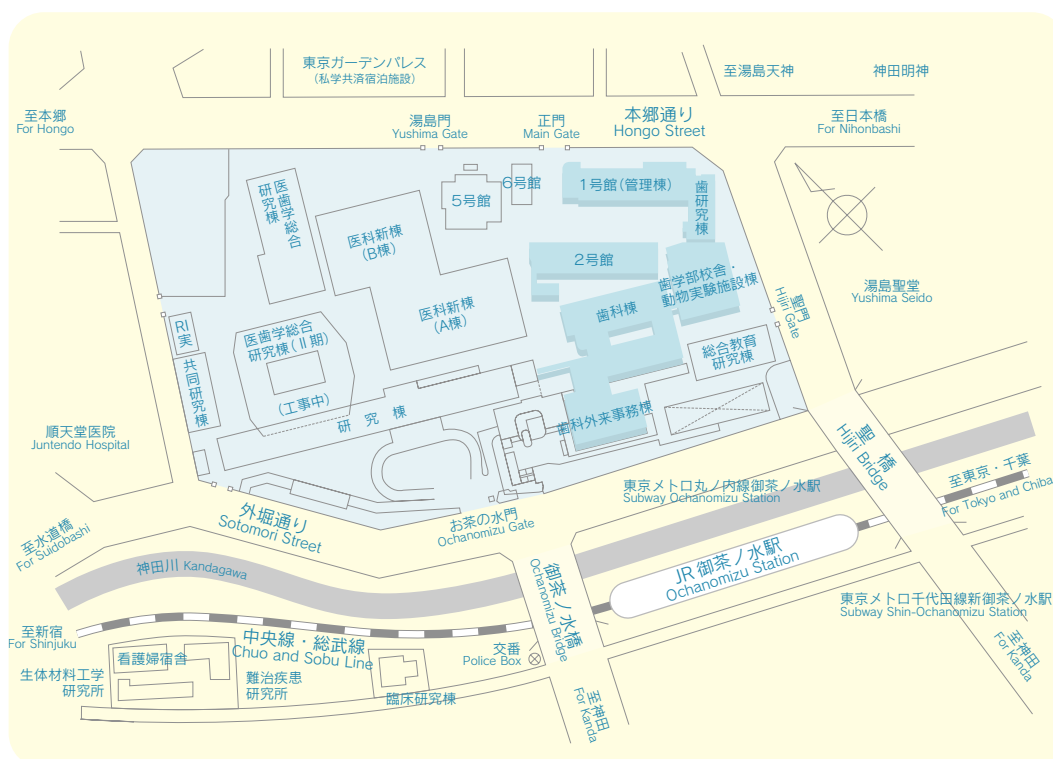 東京ガーデンパレス
（私学共済宿泊施設）
至湯島天神
神田明神
至本郷
For Hongo
湯島門
Yushima Gate
正門
Main Gate
本郷通り
Hongo Street
至日本橋
For Nihonbashi
医歯学総合
研究棟
5号館
6号館
1号館（管理棟）
歯研究棟
医科新棟
（B棟）
2号館
歯学部校舎・
動物実験施設棟
湯島聖堂
Yushima Seido
聖門
Hijiri Gate
医科新棟
（A棟）
歯科棟
RI
実
医歯学総合
研究棟（Ⅱ期）
（工事中）
総合教育
研究棟
共同研究棟
研究棟
歯科外来事務棟
順天堂医院
Juntendo Hospital
聖橋
Hijiri Bridge
至東京・千葉
For Tokyo and Chiba
東京メトロ丸ノ内線御茶ノ水駅
Subway Ochanomizu Station
外堀通り
Sotomori Street
お茶の水門
Ochanomizu Gate
至水道橋
For Suidobashi
神田川 Kandagawa
御茶ノ水橋
Ochanomizu Bridge
JR 御茶ノ水駅
Ochanomizu Station
東京メトロ千代田線新御茶ノ水駅
Subway Shin-Ochanomizu Station
至新宿
For Shinjuku
中央線・総武線
Chuo and Sobu Line
交番
Police Box
至神田
For Kanda
看護婦宿舎
生体材料工学
研究所
難治疾患
研究所
臨床研究棟
至神田
For Kanda